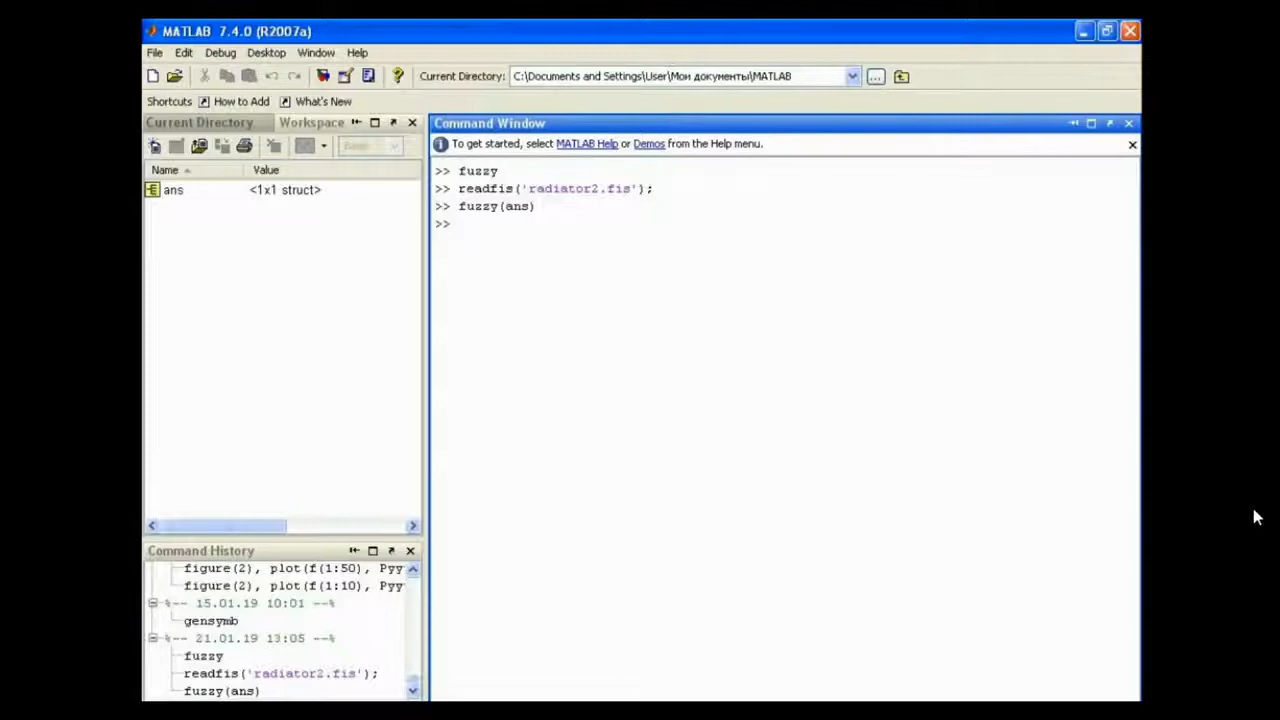 MATLAB 7.4.0 (R2007a)
File Edit Debug Desktop Window Help
Current Directory: C:\Documents and Settings\User\Мои документы\MATLAB ...
Shortcuts How to Add What's New
Current Directory Workspace
Base
Name Value
ans <1x1 struct>
Command Window
To get started, select MATLAB Help or Demos from the Help menu.
>> fuzzy
>> readfis('radiator2.fis');
>> fuzzy(ans)
>>
Command History
figure(2), plot(f(1:50), Pyy
figure(2), plot(f(1:10), Pyy
%-- 15.01.19 10:01 --%
gensymb
%-- 21.01.19 13:05 --%
fuzzy
readfis('radiator2.fis');
fuzzy(ans)